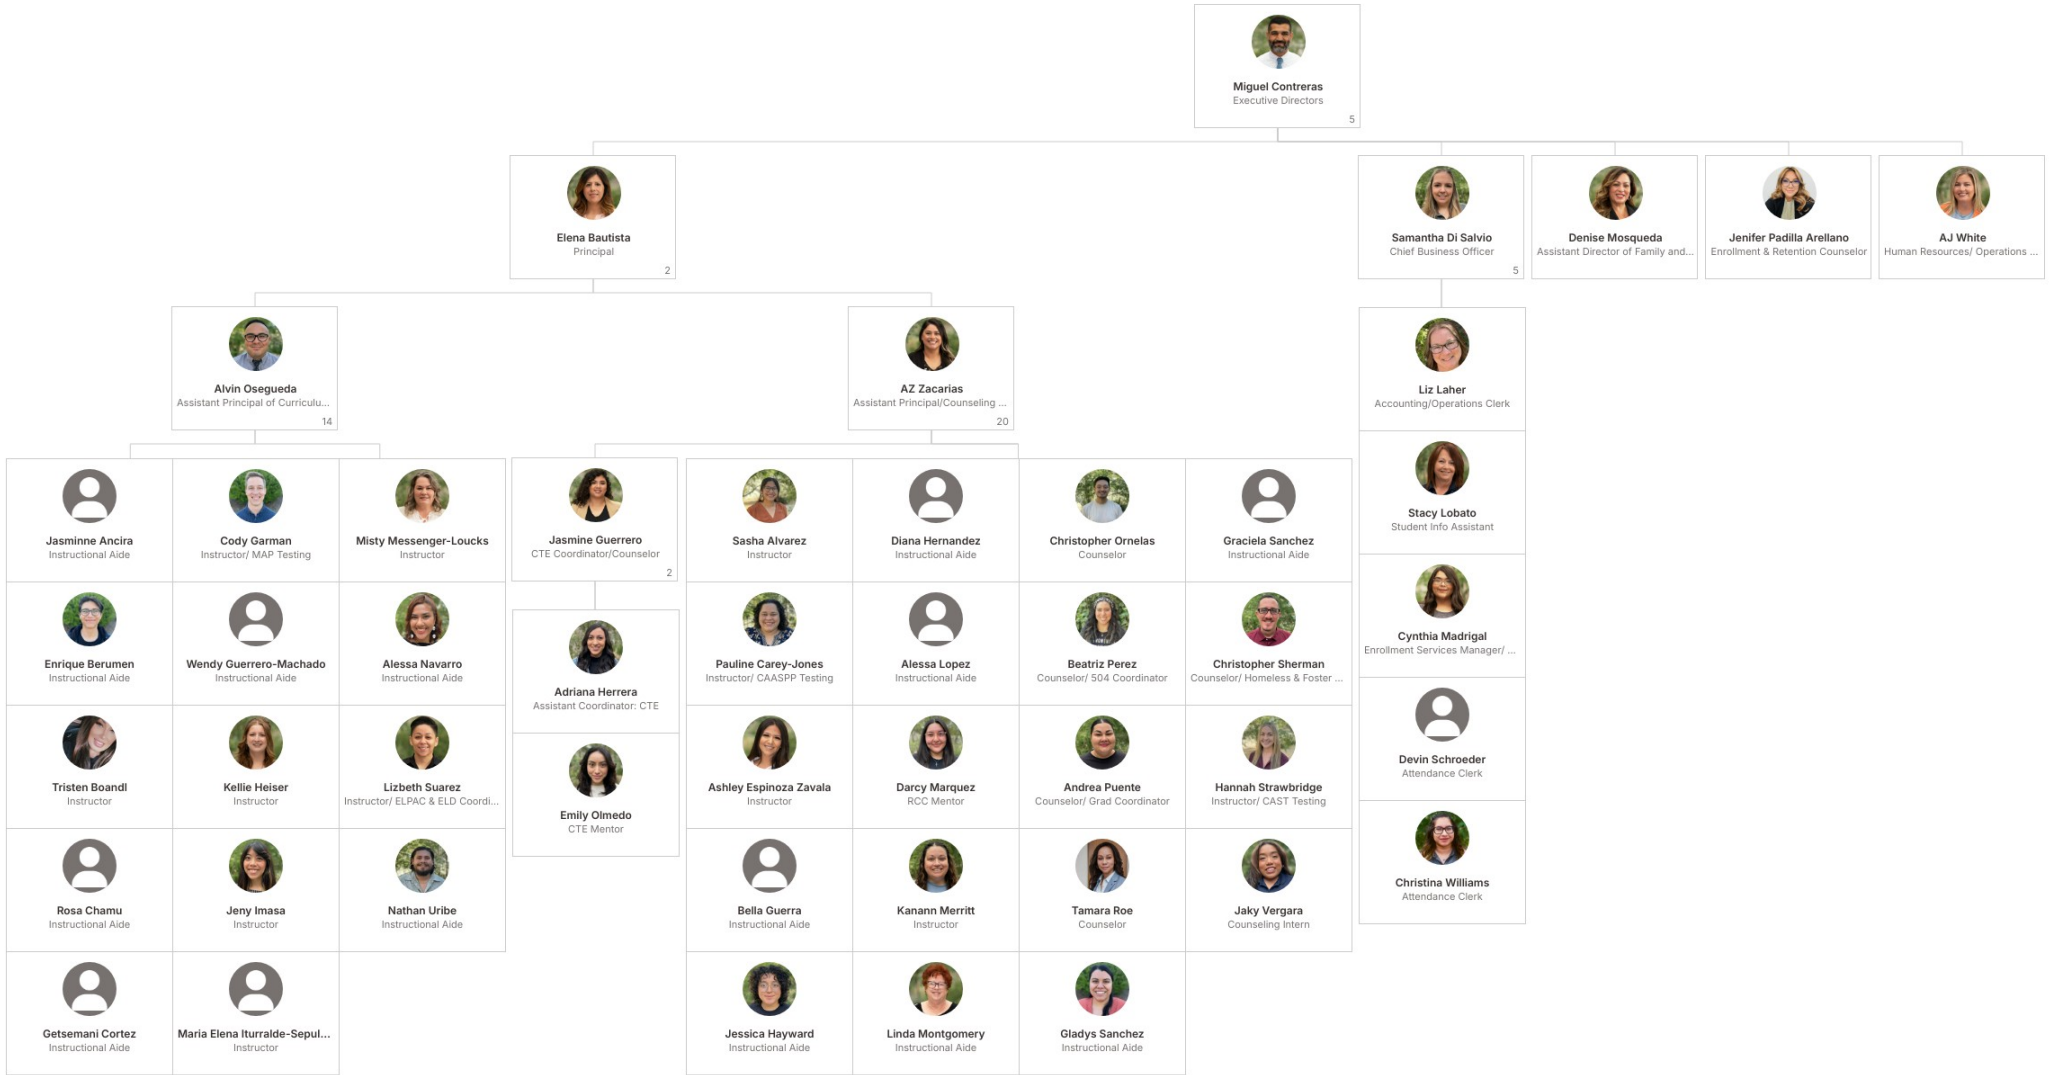 Miguel Contreras
Executive Directors
5
Elena Bautista
Principal
2
Samantha Di Salvio
Chief Business Officer
5
Denise Mosqueda
Assistant Director of Family and...
Jenifer Padilla Arellano
Enrollment & Retention Counselor
AJ White
Human Resources/ Operations ...
Alvin Osegueda
Assistant Principal of Curriculu...
14
AZ Zacarias
Assistant Principal/Counseling ...
20
Liz Laher
Accounting/Operations Clerk
Stacy Lobato
Student Info Assistant
Cynthia Madrigal
Enrollment Services Manager/ ...
Devin Schroeder
Attendance Clerk
Christina Williams
Attendance Clerk
Jasminne Ancira
Instructional Aide
Cody Garman
Instructor/ MAP Testing
Misty Messenger-Loucks
Instructor
Enrique Berumen
Instructional Aide
Wendy Guerrero-Machado
Instructional Aide
Alessa Navarro
Instructional Aide
Tristen Boandl
Instructor
Kellie Heiser
Instructor
Lizbeth Suarez
Instructor/ ELPAC & ELD Coordi...
Rosa Chamu
Instructional Aide
Jeny Imasa
Instructor
Nathan Uribe
Instructional Aide
Getsemani Cortez
Instructional Aide
Maria Elena Iturralde-Sepul...
Instructor
Jasmine Guerrero
CTE Coordinator/Counselor
2
Adriana Herrera
Assistant Coordinator: CTE
Emily Olmedo
CTE Mentor
Sasha Alvarez
Instructor
Diana Hernandez
Instructional Aide
Christopher Ornelas
Counselor
Graciela Sanchez
Instructional Aide
Pauline Carey-Jones
Instructor/ CAASPP Testing
Alessa Lopez
Instructional Aide
Beatriz Perez
Counselor/ 504 Coordinator
Christopher Sherman
Counselor/ Homeless & Foster ...
Ashley Espinoza Zavala
Instructor
Darcy Marquez
RCC Mentor
Andrea Puente
Counselor/ Grad Coordinator
Hannah Strawbridge
Instructor/ CAST Testing
Bella Guerra
Instructional Aide
Kanann Merritt
Instructor
Tamara Roe
Counselor
Jaky Vergara
Counseling Intern
Jessica Hayward
Instructional Aide
Linda Montgomery
Instructional Aide
Gladys Sanchez
Instructional Aide